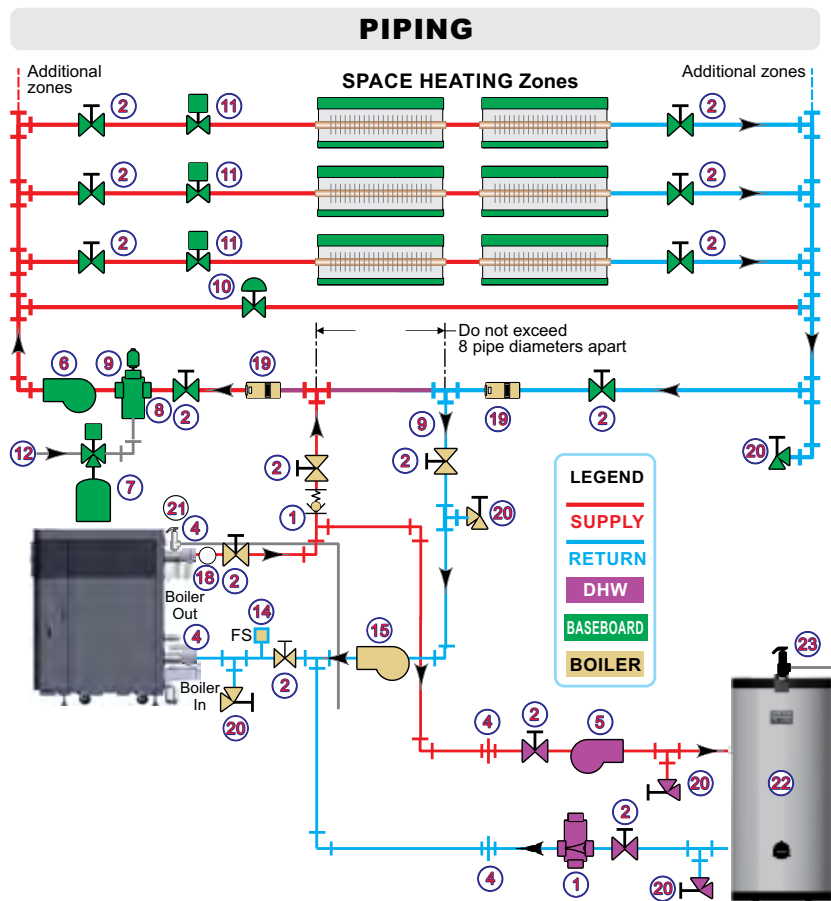 PIPING
Additional zones
SPACE HEATING Zones
Additional zones
2
11
2
2
11
2
2
11
2
10
Do not exceed
8 pipe diameters apart
6
9
8
2
19
19
2
9
12
7
2
2
20
20
1
21
4
18
2
Boiler
Out
4
FS
14
15
2
Boiler
In
20
LEGEND
SUPPLY
RETURN
DHW
BASEBOARD
BOILER
23
4
2
5
20
22
2
4
1
20